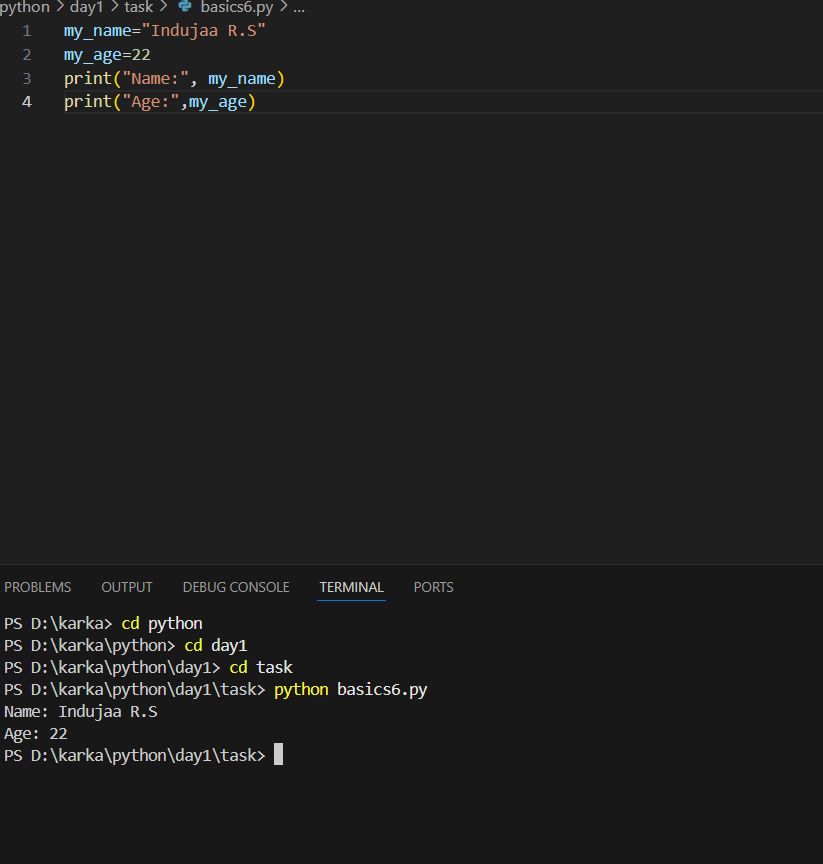 python > day1 > task > basics6.py > ...
1 my_name="Indujaa R.S"
2 my_age=22
3 print("Name:", my_name)
4 print("Age:",my_age)
PROBLEMS OUTPUT DEBUG CONSOLE TERMINAL PORTS
PS D:\karka> cd python
PS D:\karka\python> cd day1
PS D:\karka\python\day1> cd task
PS D:\karka\python\day1\task> python basics6.py
Name: Indujaa R.S
Age: 22
PS D:\karka\python\day1\task>